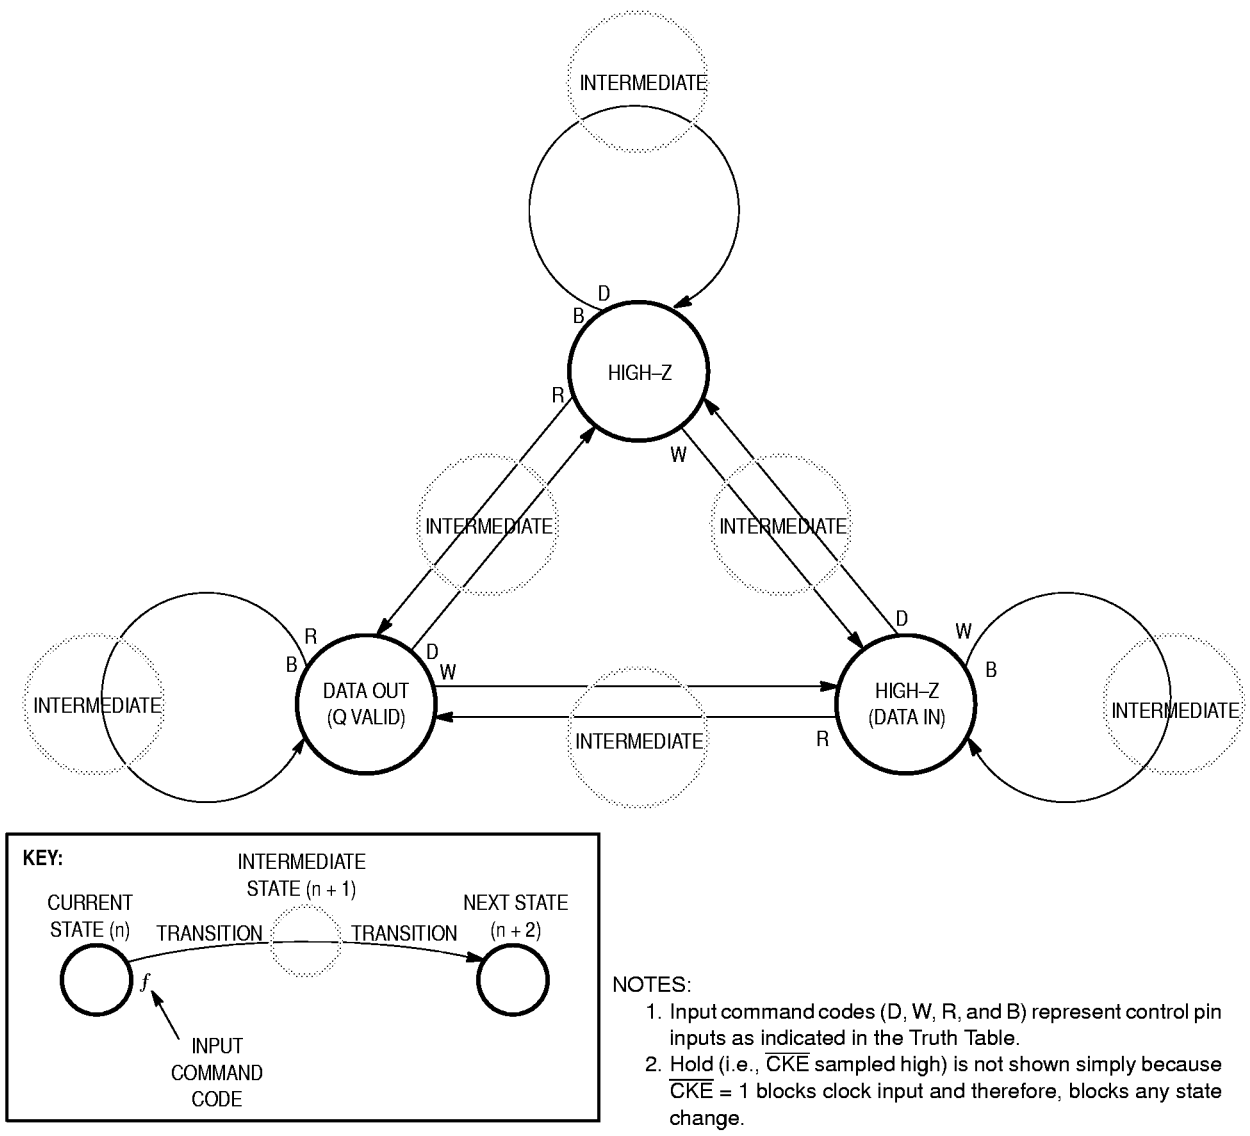 INTERMEDIATE
D
B
HIGH–Z
R
W
INTERMEDIATE
INTERMEDIATE
R
B
D
W
D
W
B
INTERMEDIATE
DATA OUT
(Q VALID)
HIGH–Z
(DATA IN)
INTERMEDIATE
R
INTERMEDIATE
KEY:
INTERMEDIATE
STATE (n + 1)
CURRENT
STATE (n)
NEXT STATE
(n + 2)
TRANSITION
TRANSITION
f
INPUT
COMMAND
CODE
NOTES:
1. Input command codes (D, W, R, and B) represent control pin
inputs as indicated in the Truth Table.
2. Hold (i.e., C̅K̅E̅ sampled high) is not shown simply because
C̅K̅E̅ = 1 blocks clock input and therefore, blocks any state
change.